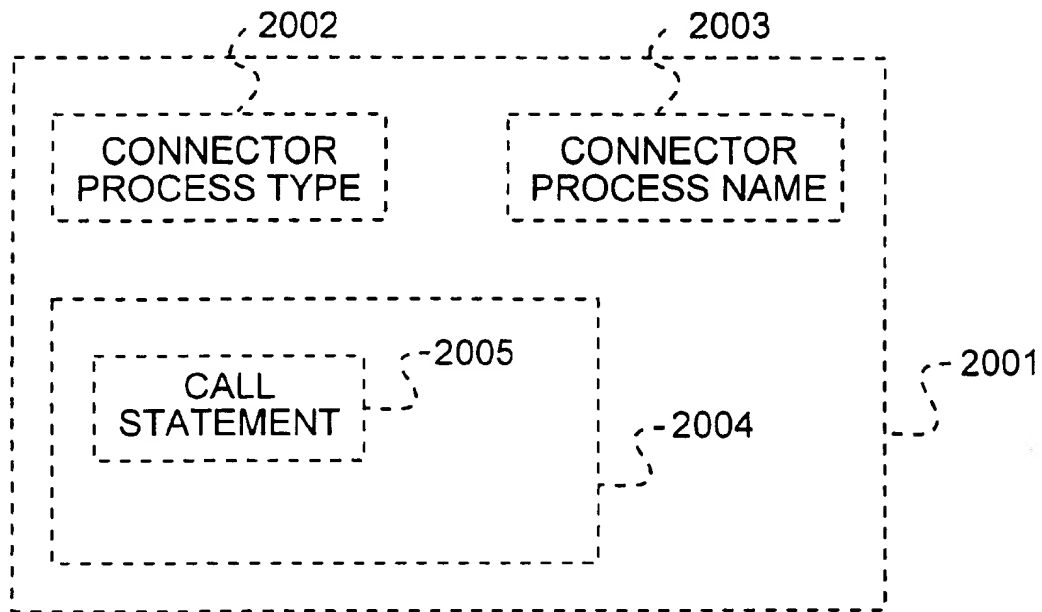 2002
2003
CONNECTOR
PROCESS TYPE
CONNECTOR
PROCESS NAME
CALL
STATEMENT
2005
2004
2001